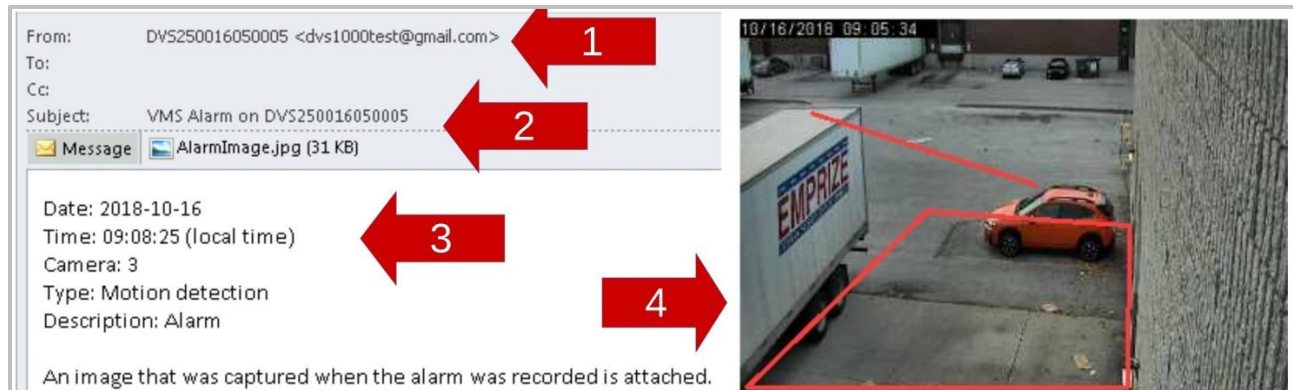 From: DVS250016050005 <dvs1000test@gmail.com>
To:
Cc:
Subject: VMS Alarm on DVS250016050005
Message AlarmImage.jpg (31 KB)
Date: 2018-10-16
Time: 09:08:25 (local time)
Camera: 3
Type: Motion detection
Description: Alarm
An image that was captured when the alarm was recorded is attached.
1
2
3
4
10/16/2018 09:05:34
EMPRIZE